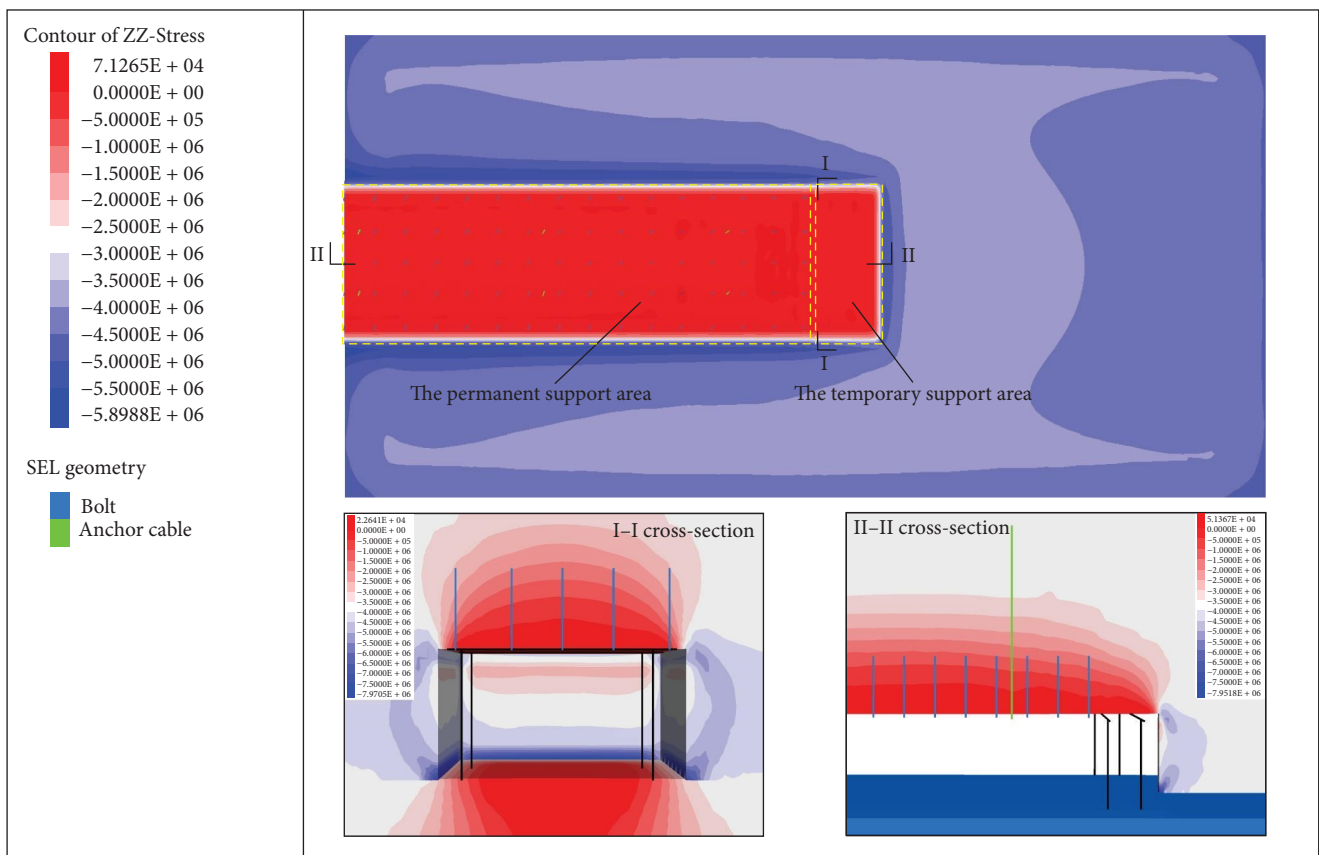 Contour of ZZ-Stress
7.1265E + 04
0.0000E + 00
−5.0000E + 05
−1.0000E + 06
−1.5000E + 06
−2.0000E + 06
−2.5000E + 06
−3.0000E + 06
−3.5000E + 06
−4.0000E + 06
−4.5000E + 06
−5.0000E + 06
−5.5000E + 06
−5.8988E + 06
SEL geometry
Bolt
Anchor cable
I
II
II
I
The permanent support area
The temporary support area
I–I cross-section
2.2641E + 04
0.0000E + 00
−5.0000E + 05
−1.0000E + 06
−1.5000E + 06
−2.0000E + 06
−2.5000E + 06
−3.0000E + 06
−3.5000E + 06
−4.0000E + 06
−4.5000E + 06
−5.0000E + 06
−5.5000E + 06
−6.0000E + 06
−6.5000E + 06
−7.0000E + 06
−7.5000E + 06
−7.9705E + 06
II–II cross-section
5.1367E + 04
0.0000E + 00
−5.0000E + 05
−1.0000E + 06
−1.5000E + 06
−2.0000E + 06
−2.5000E + 06
−3.0000E + 06
−3.5000E + 06
−4.0000E + 06
−4.5000E + 06
−5.0000E + 06
−5.5000E + 06
−6.0000E + 06
−6.5000E + 06
−7.0000E + 06
−7.5000E + 06
−7.9518E + 06